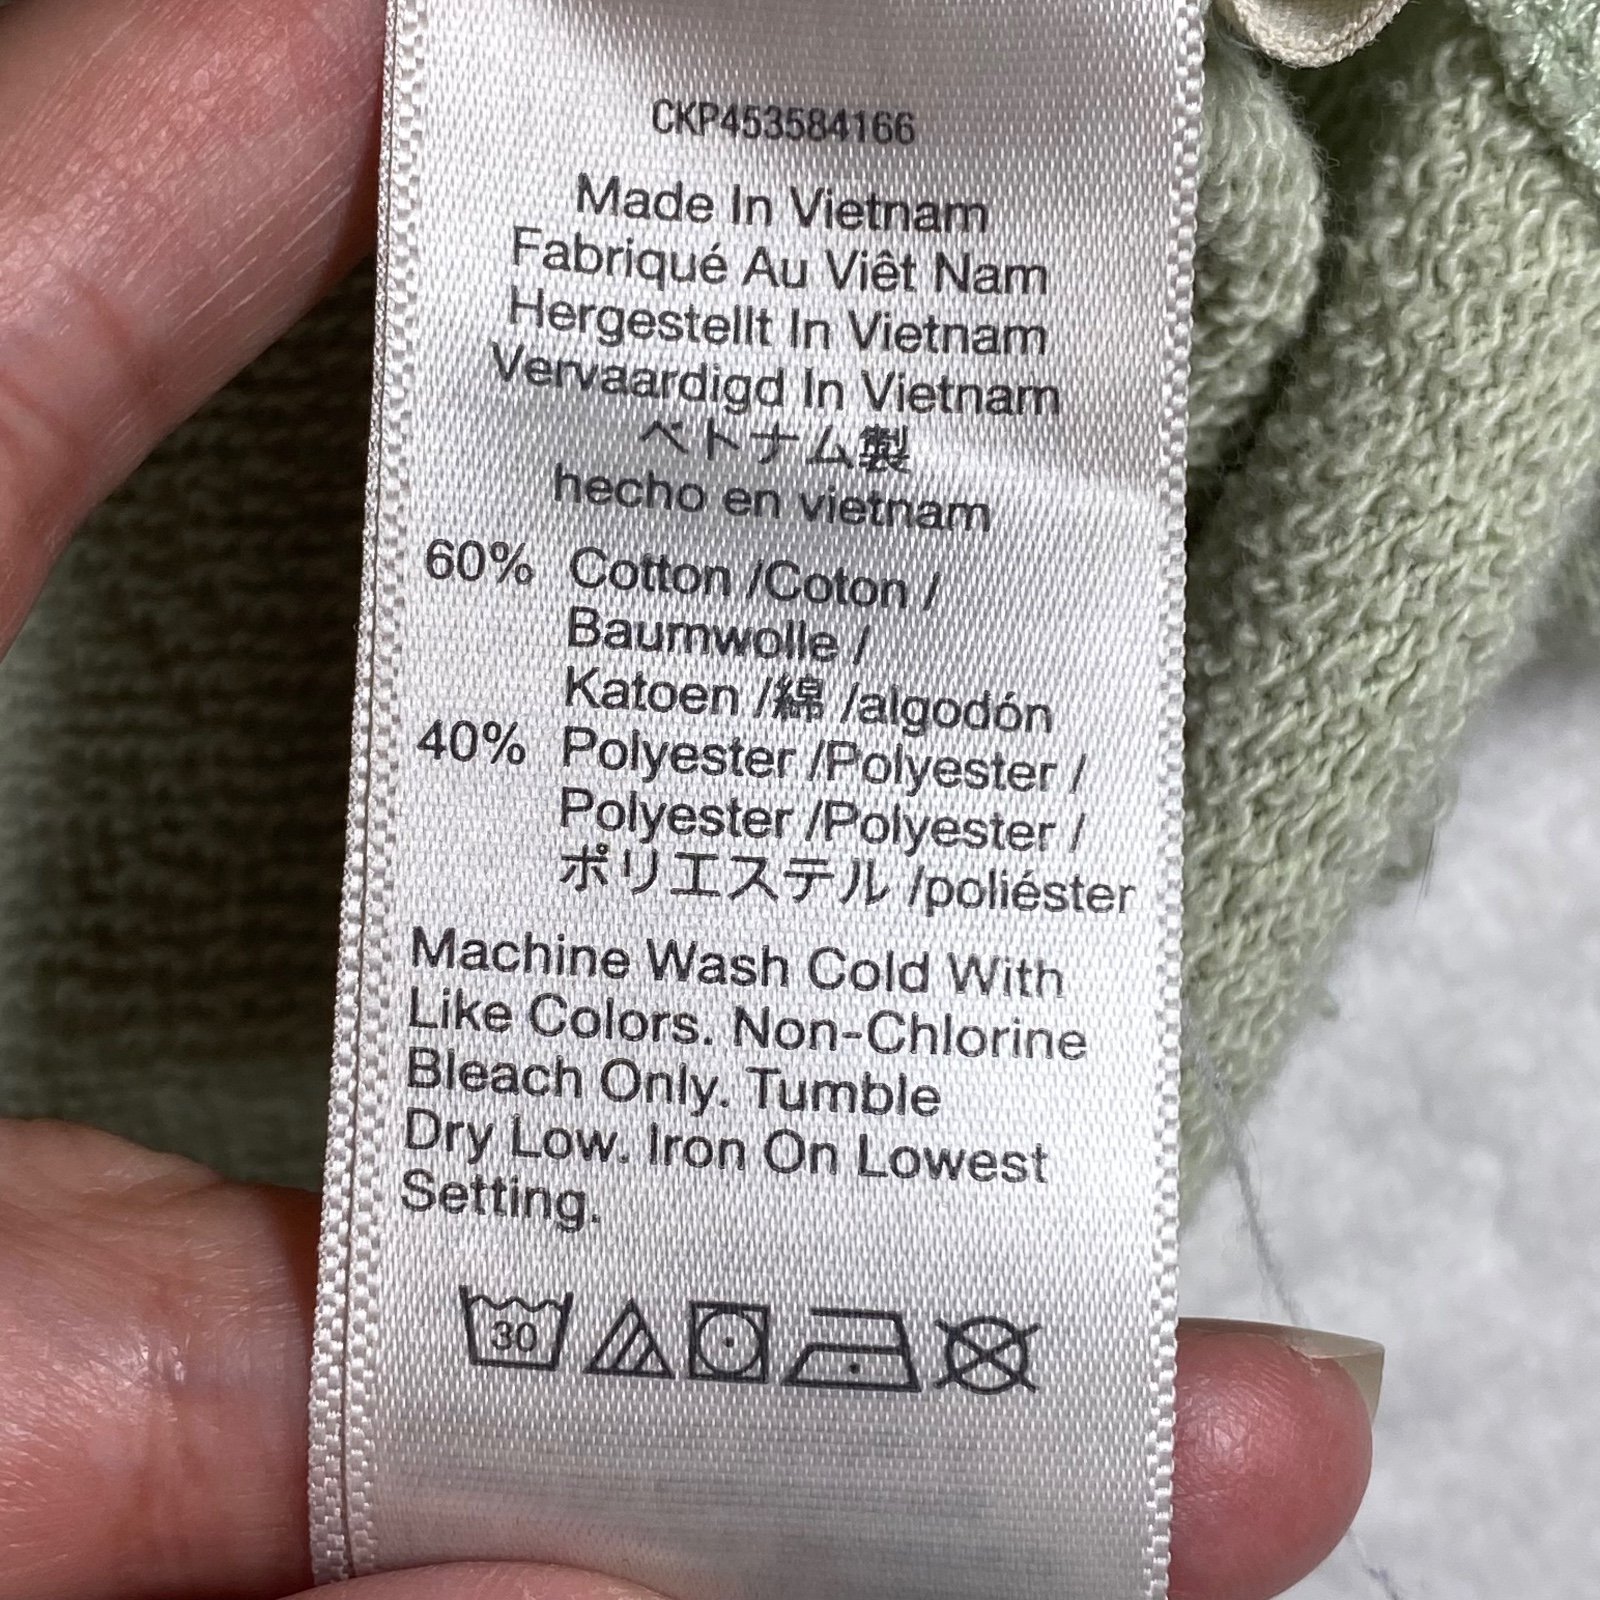 CKP453584166
Made In Vietnam
Fabriqué Au Viêt Nam
Hergestellt In Vietnam
Vervaardigd In Vietnam
ベトナム製
hecho en vietnam
60% Cotton /Coton /
Baumwolle /
Katoen /綿 /algodón
40% Polyester /Polyester /
Polyester /Polyester /
ポリエステル /poliéster
Machine Wash Cold With
Like Colors. Non-Chlorine
Bleach Only. Tumble
Dry Low. Iron On Lowest
Setting.
30